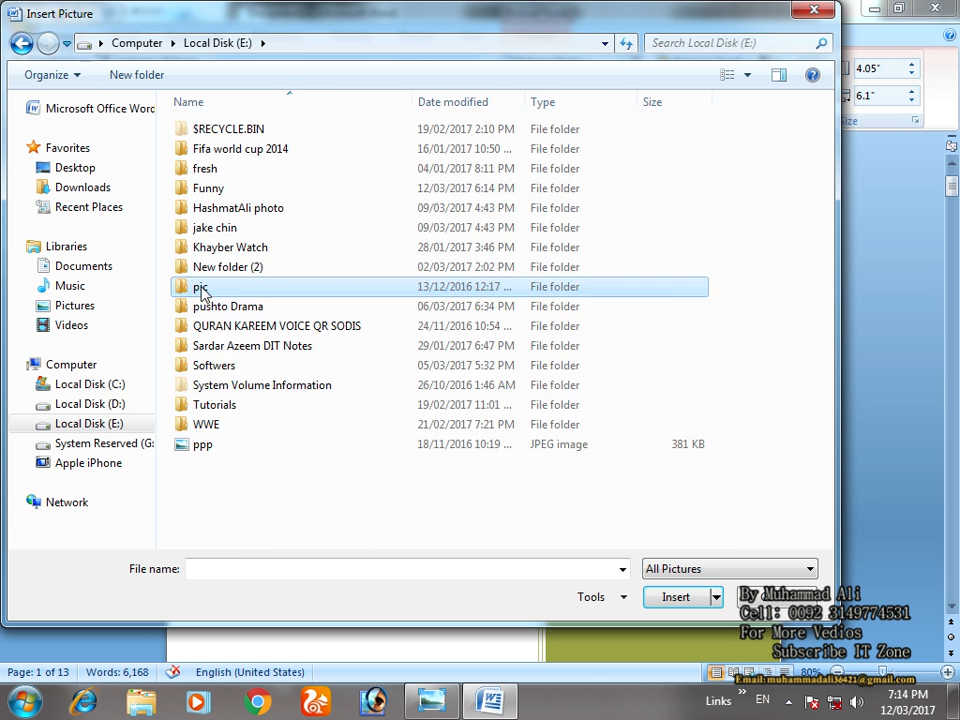 Insert Picture
Computer Local Disk (E:)
Search Local Disk (E:)
Organize New folder
4.05"
6.1"
Size
Name Date modified Type Size
Microsoft Office Word
Favorites
Desktop
Downloads
Recent Places
Libraries
Documents
Music
Pictures
Videos
Computer
Local Disk (C:)
Local Disk (D:)
Local Disk (E:)
System Reserved (G:
Apple iPhone
Network
$RECYCLE.BIN 19/02/2017 2:10 PM File folder
Fifa world cup 2014 16/01/2017 10:50 ... File folder
fresh 04/01/2017 8:11 PM File folder
Funny 12/03/2017 6:14 PM File folder
HashmatAli photo 09/03/2017 4:43 PM File folder
jake chin 09/03/2017 4:43 PM File folder
Khayber Watch 28/01/2017 3:46 PM File folder
New folder (2) 02/03/2017 2:02 PM File folder
pic 13/12/2016 12:17 ... File folder
pushto Drama 06/03/2017 6:34 PM File folder
QURAN KAREEM VOICE QR SODIS 24/11/2016 10:54 ... File folder
Sardar Azeem DIT Notes 29/01/2017 6:47 PM File folder
Softwers 05/03/2017 5:32 PM File folder
System Volume Information 26/10/2016 1:46 AM File folder
Tutorials 19/02/2017 11:01 ... File folder
WWE 21/02/2017 7:21 PM File folder
ppp 18/11/2016 10:19 ... JPEG image 381 KB
File name:
All Pictures
Tools Insert
By Muhammad Ali
Cell: 0092 3149774531
For More Vedios
Subscribe IT Zone
Email:muhammadali36421@gmail.com
Page: 1 of 13 Words: 6,168 English (United States) 80%
Links » EN 7:14 PM
12/03/2017